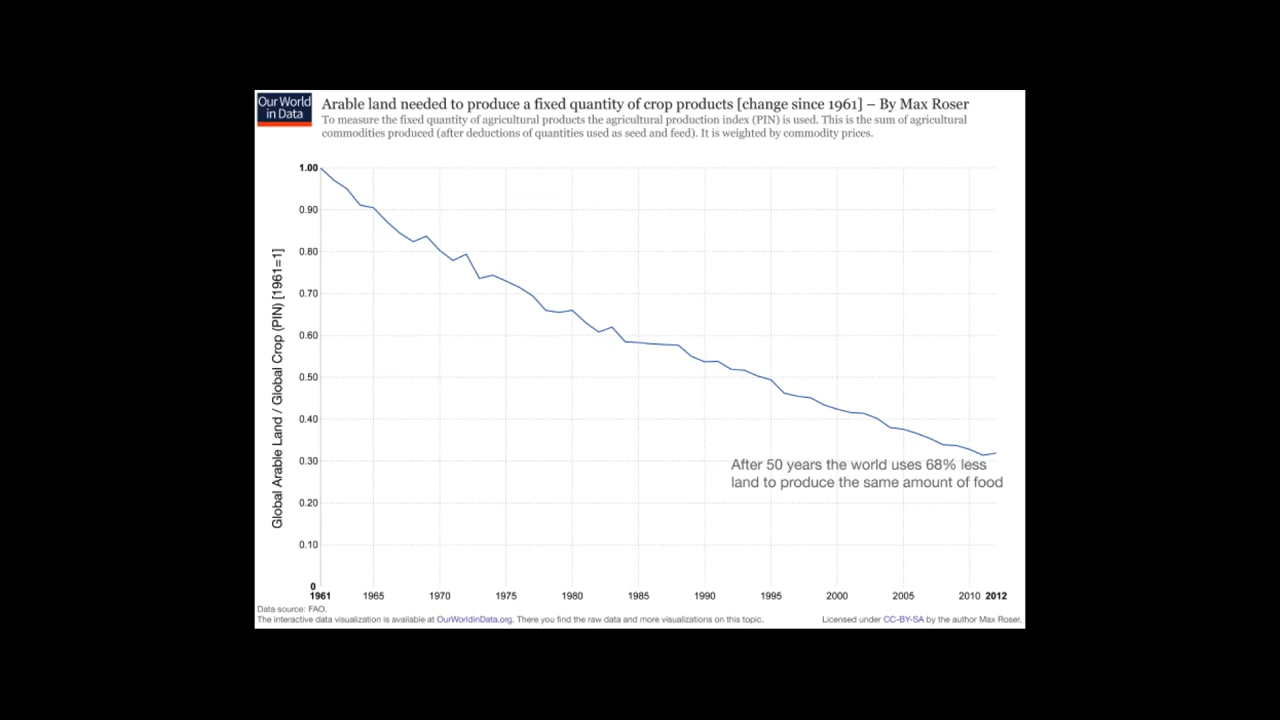 Our World
in Data
Arable land needed to produce a fixed quantity of crop products [change since 1961] – By Max Roser
To measure the fixed quantity of agricultural products the agricultural production index (PIN) is used. This is the sum of agricultural
commodities produced (after deductions of quantities used as seed and feed). It is weighted by commodity prices.
Global Arable Land / Global Crop (PIN) [1961=1]
1.00
0.90
0.80
0.70
0.60
0.50
0.40
0.30
0.20
0.10
0
After 50 years the world uses 68% less
land to produce the same amount of food
1961 1965 1970 1975 1980 1985 1990 1995 2000 2005 2010 2012
Data source: FAO.
The interactive data visualization is available at OurWorldinData.org. There you find the raw data and more visualizations on this topic.
Licensed under CC-BY-SA by the author Max Roser.